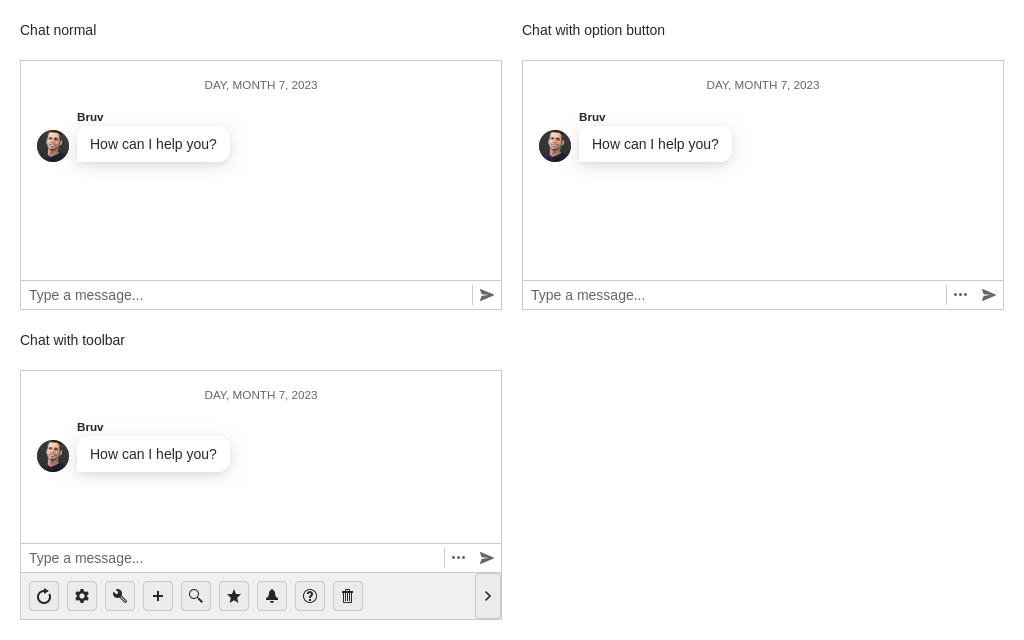 Chat normal
DAY, MONTH 7, 2023
Bruv
How can I help you?
Type a message...
Chat with option button
DAY, MONTH 7, 2023
Bruv
How can I help you?
Type a message...
Chat with toolbar
DAY, MONTH 7, 2023
Bruv
How can I help you?
Type a message...